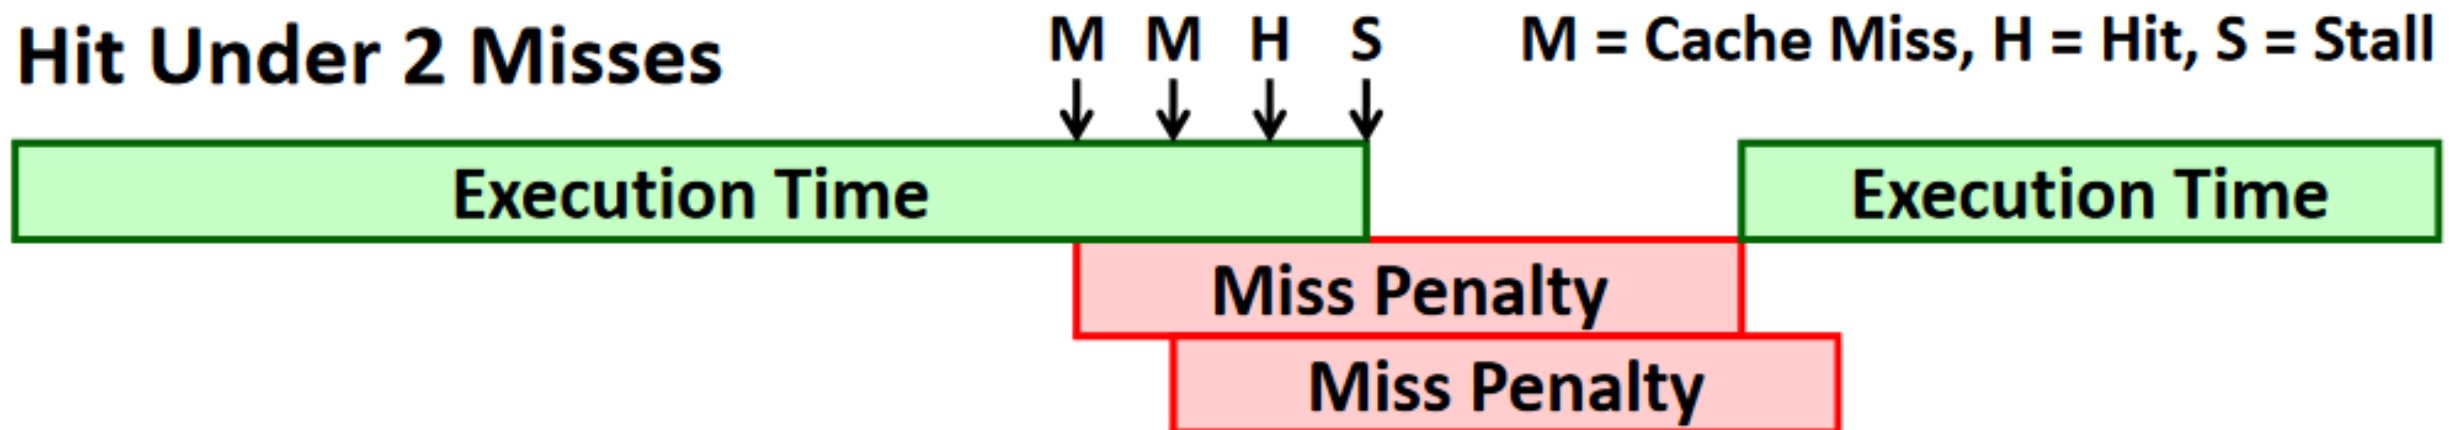 Hit Under 2 Misses
M M H S
M = Cache Miss, H = Hit, S = Stall
Execution Time
Execution Time
Miss Penalty
Miss Penalty